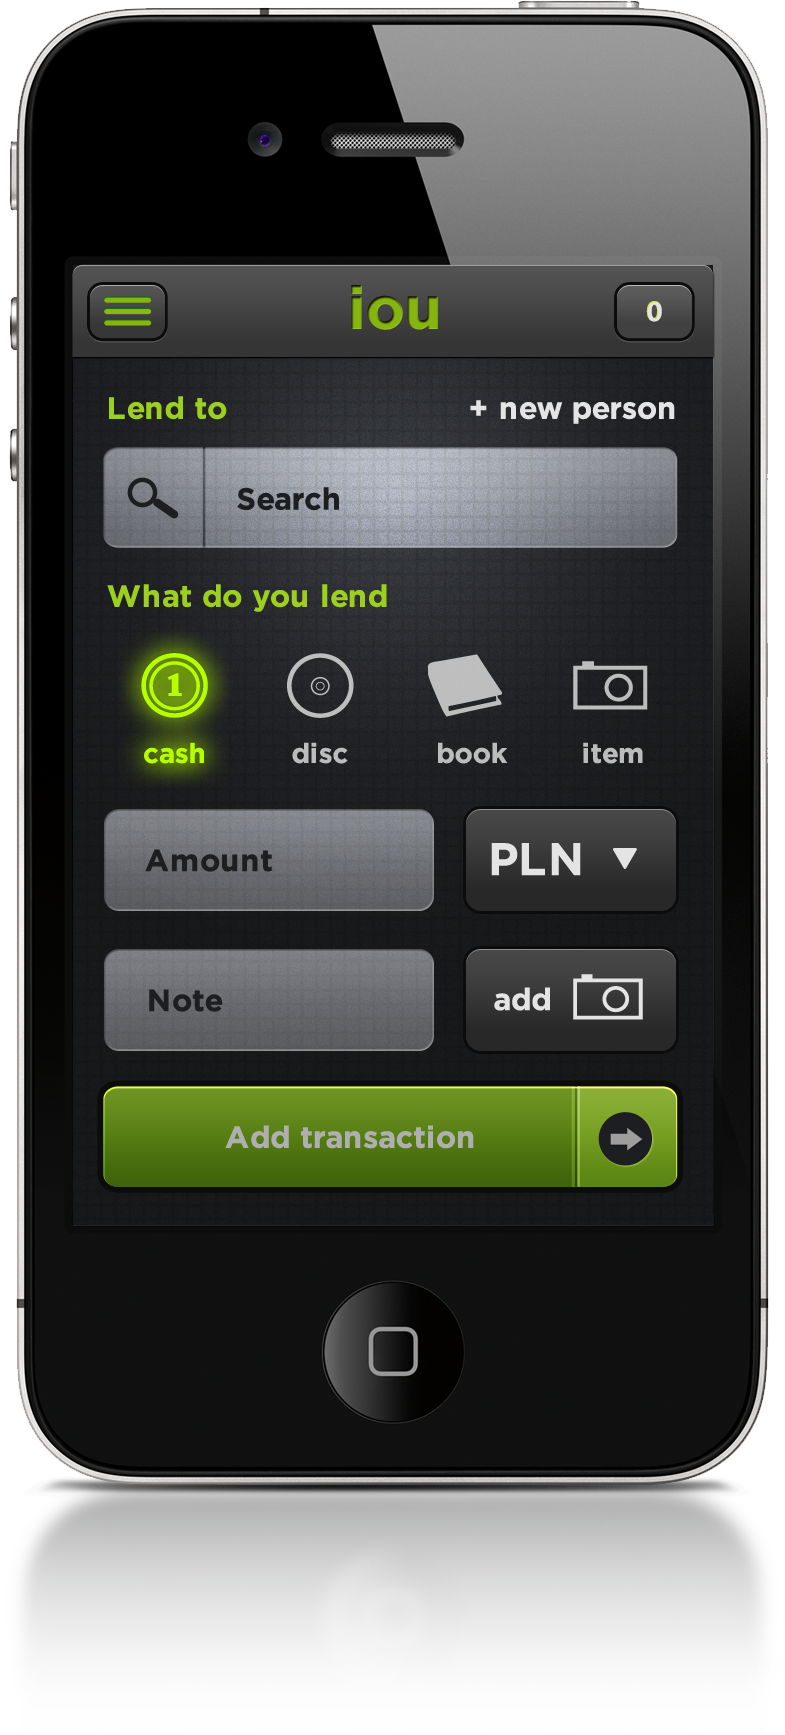 iou
0
Lend to
+ new person
Search
What do you lend
1
cash
disc
book
item
Amount
PLN
Note
add
Add transaction